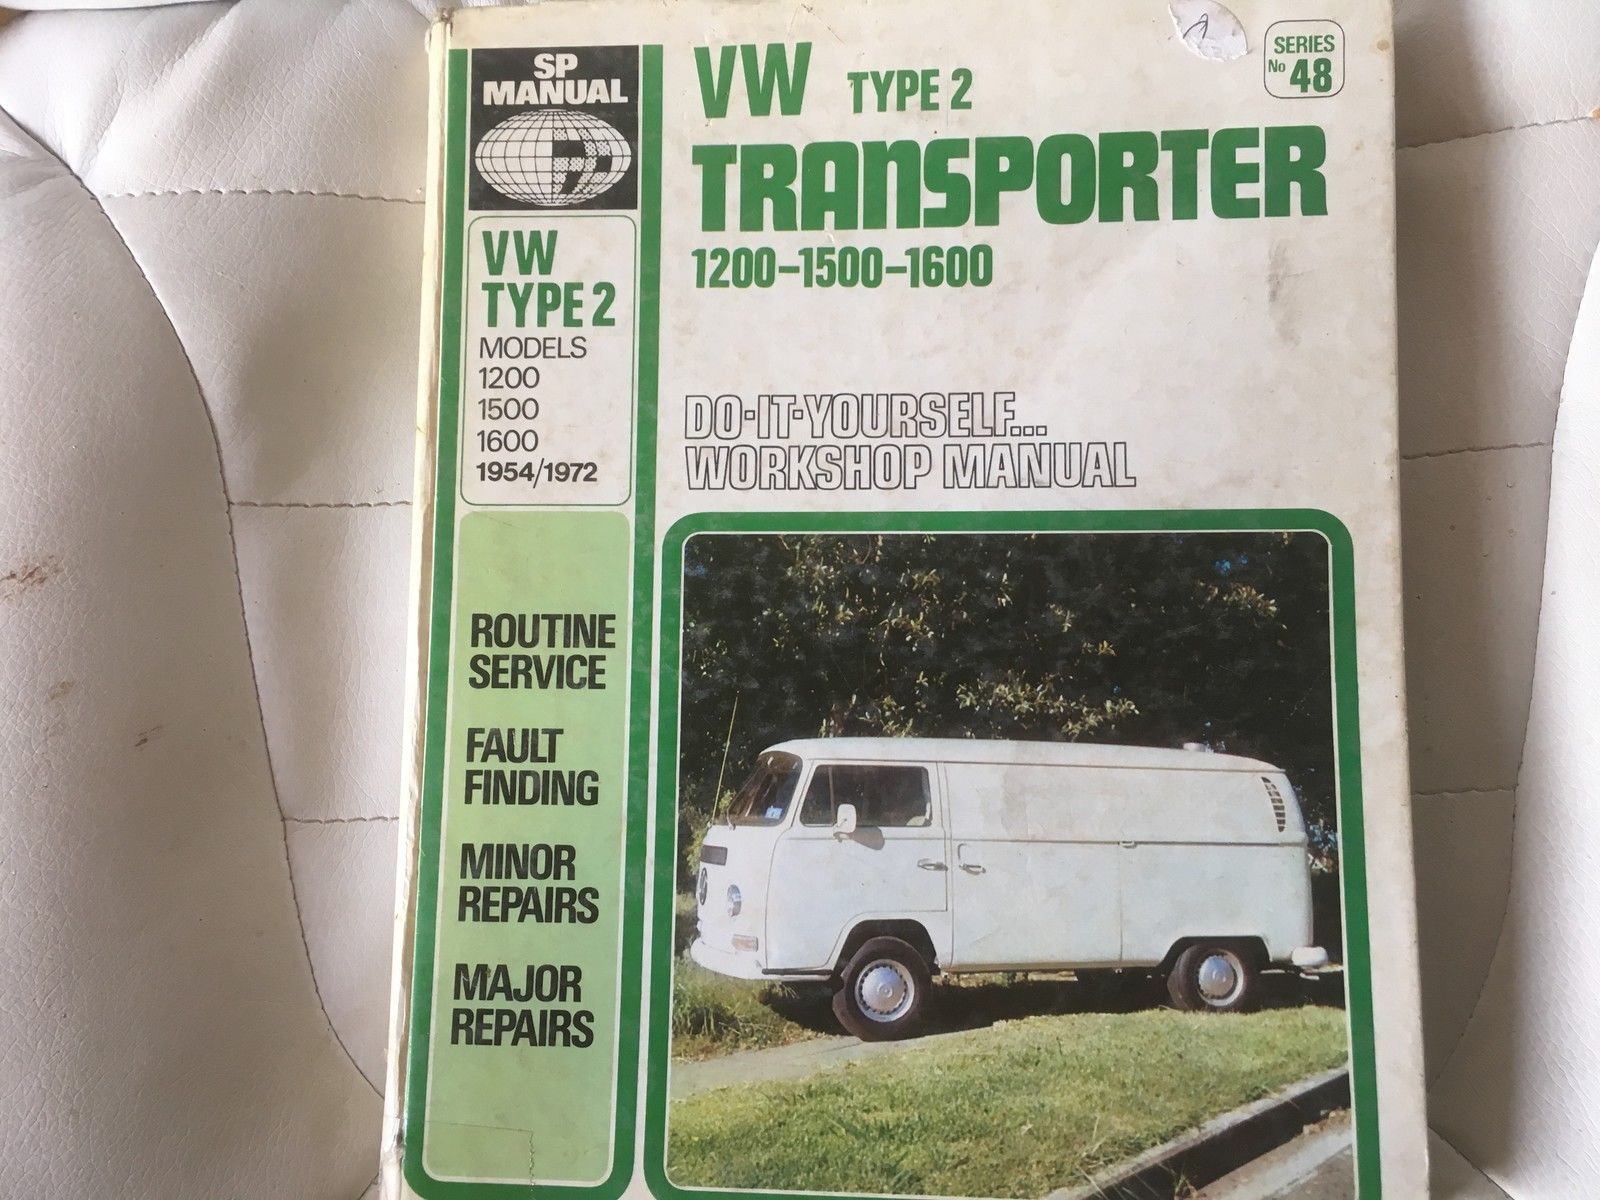 SP
MANUAL
VW
TYPE 2
MODELS
1200
1500
1600
1954/1972
ROUTINE
SERVICE
FAULT
FINDING
MINOR
REPAIRS
MAJOR
REPAIRS
VW TYPE 2
TRANSPORTER
1200-1500-1600
SERIES
No 48
DO-IT-YOURSELF...
WORKSHOP MANUAL